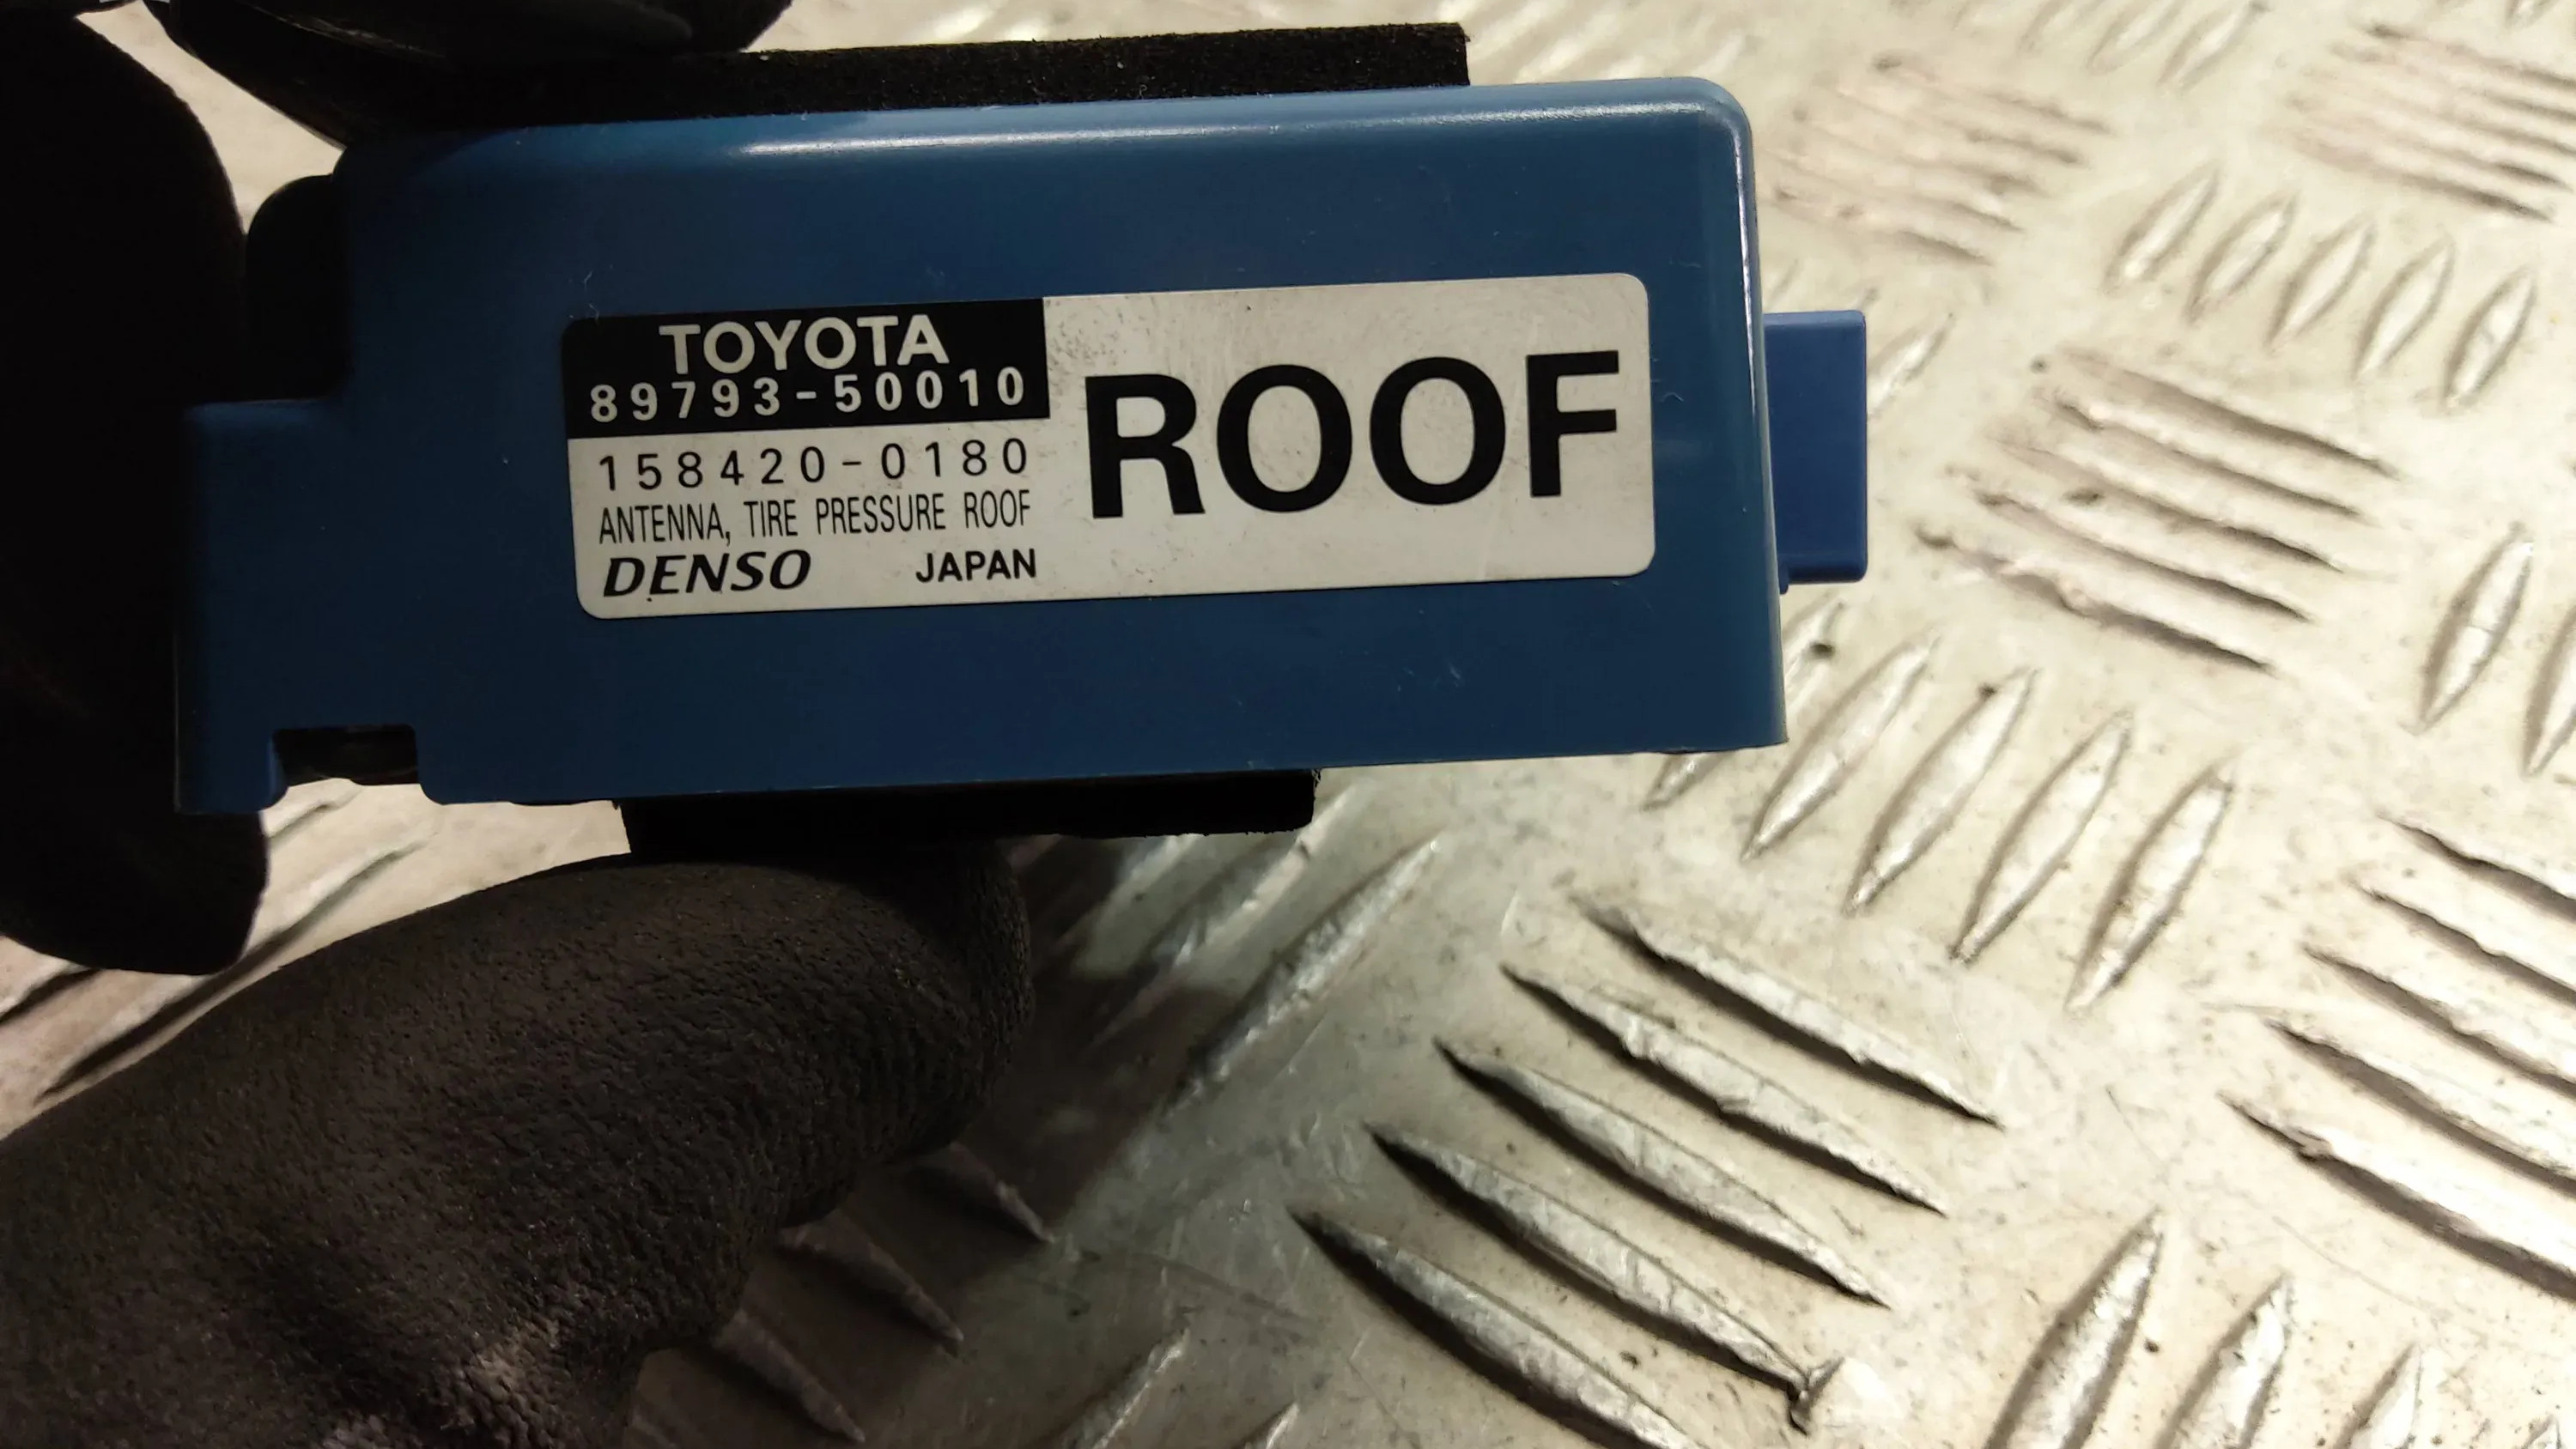 TOYOTA
89793-50010
158420-0180
ANTENNA, TIRE PRESSURE ROOF
DENSO JAPAN
ROOF